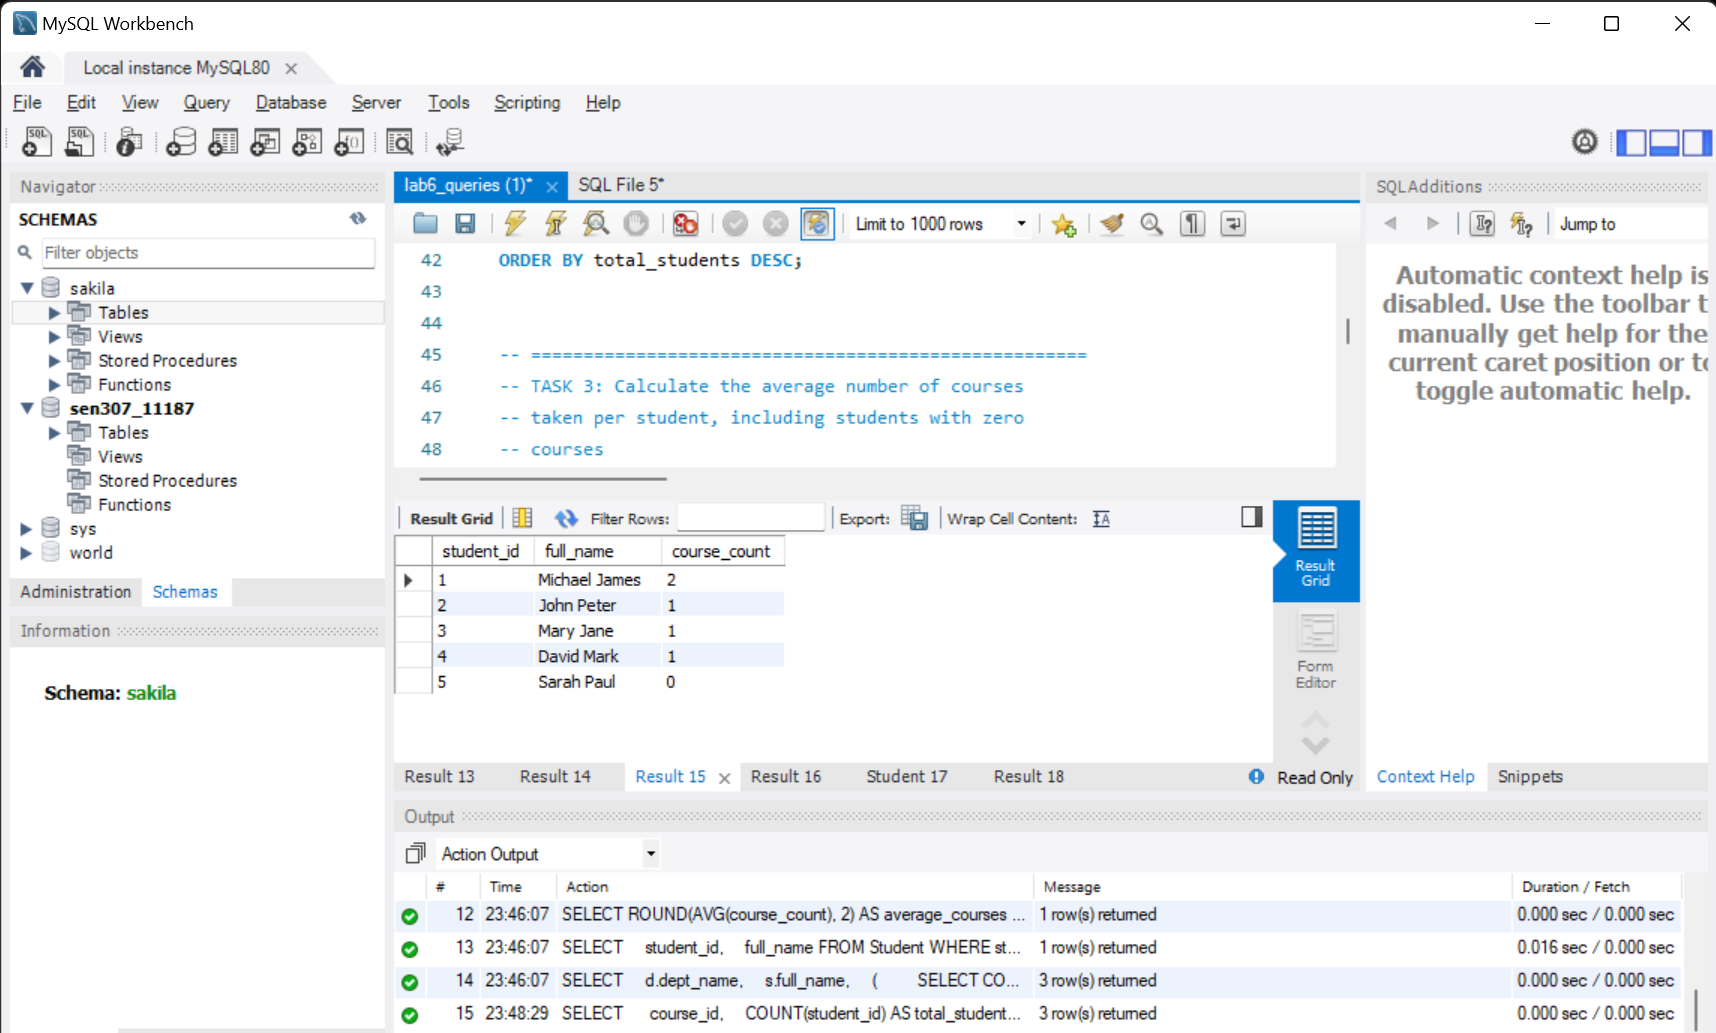 MySQL Workbench
Local instance MySQL80
File Edit View Query Database Server Tools Scripting Help
Navigator
SCHEMAS
Filter objects
sakila
Tables
Views
Stored Procedures
Functions
sen307_11187
Tables
Views
Stored Procedures
Functions
sys
world
Administration Schemas
Information
Schema: sakila
lab6_queries (1)* SQL File 5*
Limit to 1000 rows
42 ORDER BY total_students DESC;
43
44
45 -- =====================================================
46 -- TASK 3: Calculate the average number of courses
47 -- taken per student, including students with zero
48 -- courses
Result Grid Filter Rows: Export: Wrap Cell Content:
student_id full_name course_count
1 Michael James 2
2 John Peter 1
3 Mary Jane 1
4 David Mark 1
5 Sarah Paul 0
Result Grid
Form Editor
Result 13 Result 14 Result 15 Result 16 Student 17 Result 18 Read Only
SQLAdditions
Jump to
Automatic context help is
disabled. Use the toolbar t
manually get help for the
current caret position or to
toggle automatic help.
Context Help Snippets
Output
Action Output
# Time Action Message Duration / Fetch
12 23:46:07 SELECT ROUND(AVG(course_count), 2) AS average_courses ... 1 row(s) returned 0.000 sec / 0.000 sec
13 23:46:07 SELECT student_id, full_name FROM Student WHERE st... 1 row(s) returned 0.016 sec / 0.000 sec
14 23:46:07 SELECT d.dept_name, s.full_name, ( SELECT CO... 3 row(s) returned 0.000 sec / 0.000 sec
15 23:48:29 SELECT course_id, COUNT(student_id) AS total_student... 3 row(s) returned 0.000 sec / 0.000 sec